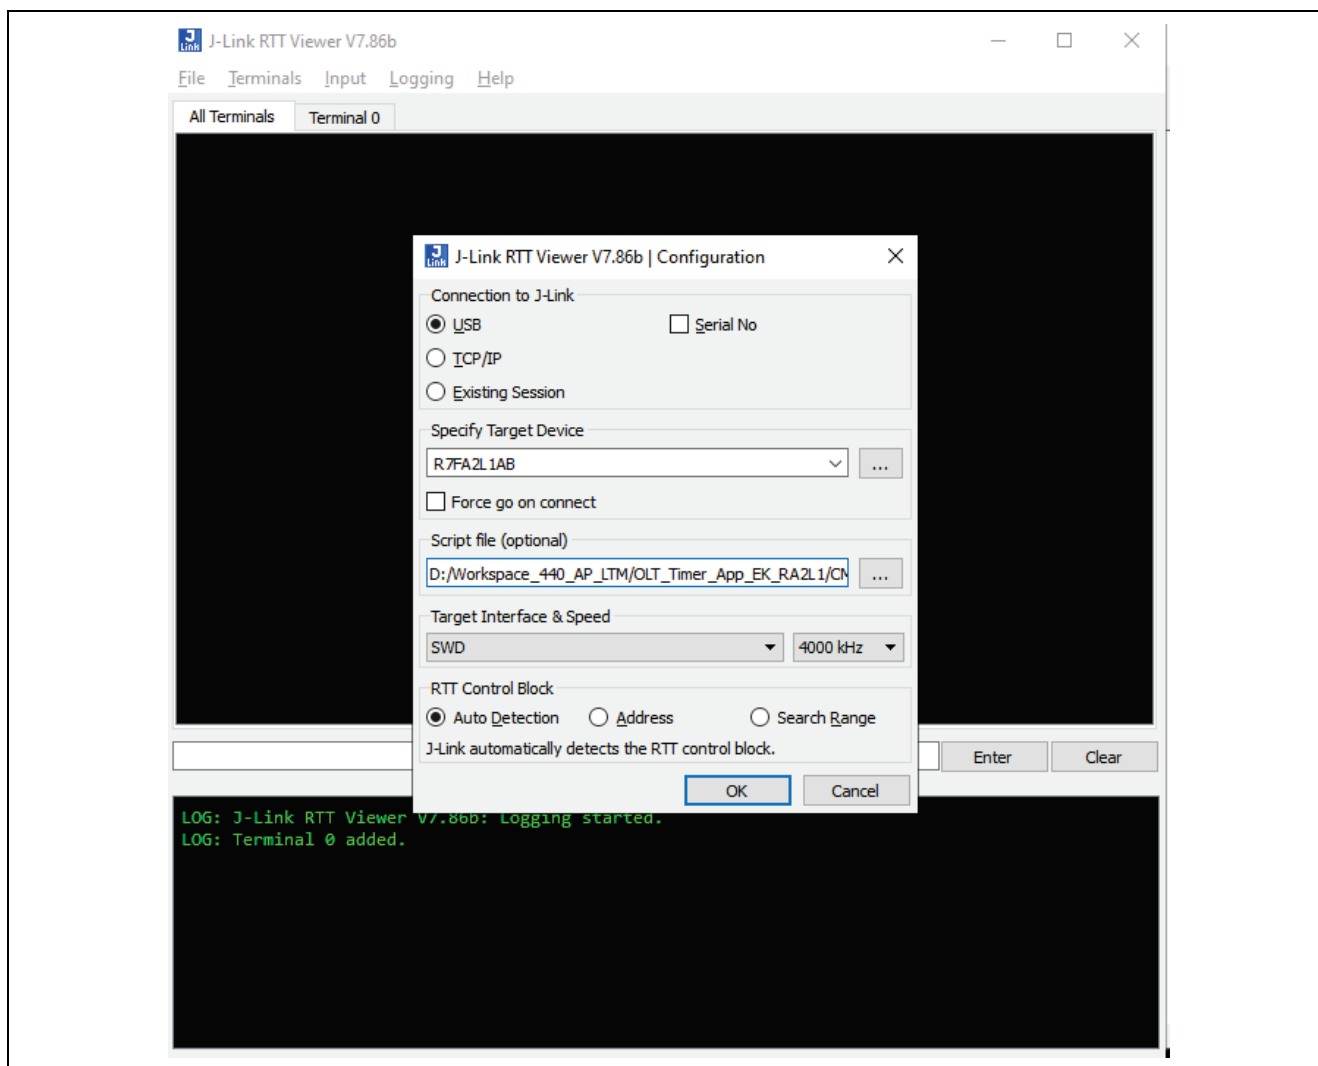 J-Link RTT Viewer V7.86b
File Terminals Input Logging Help
All Terminals Terminal 0
J-Link RTT Viewer V7.86b | Configuration
Connection to J-Link
USB Serial No
TCP/IP
Existing Session
Specify Target Device
R7FA2L1AB ...
Force go on connect
Script file (optional)
D:/Workspace_440_AP_LTM/OLT_Timer_App_EK_RA2L1/CM ...
Target Interface & Speed
SWD 4000 kHz
RTT Control Block
Auto Detection Address Search Range
J-Link automatically detects the RTT control block.
Enter Clear
OK Cancel
LOG: J-Link RTT Viewer V7.86b: Logging started.
LOG: Terminal 0 added.